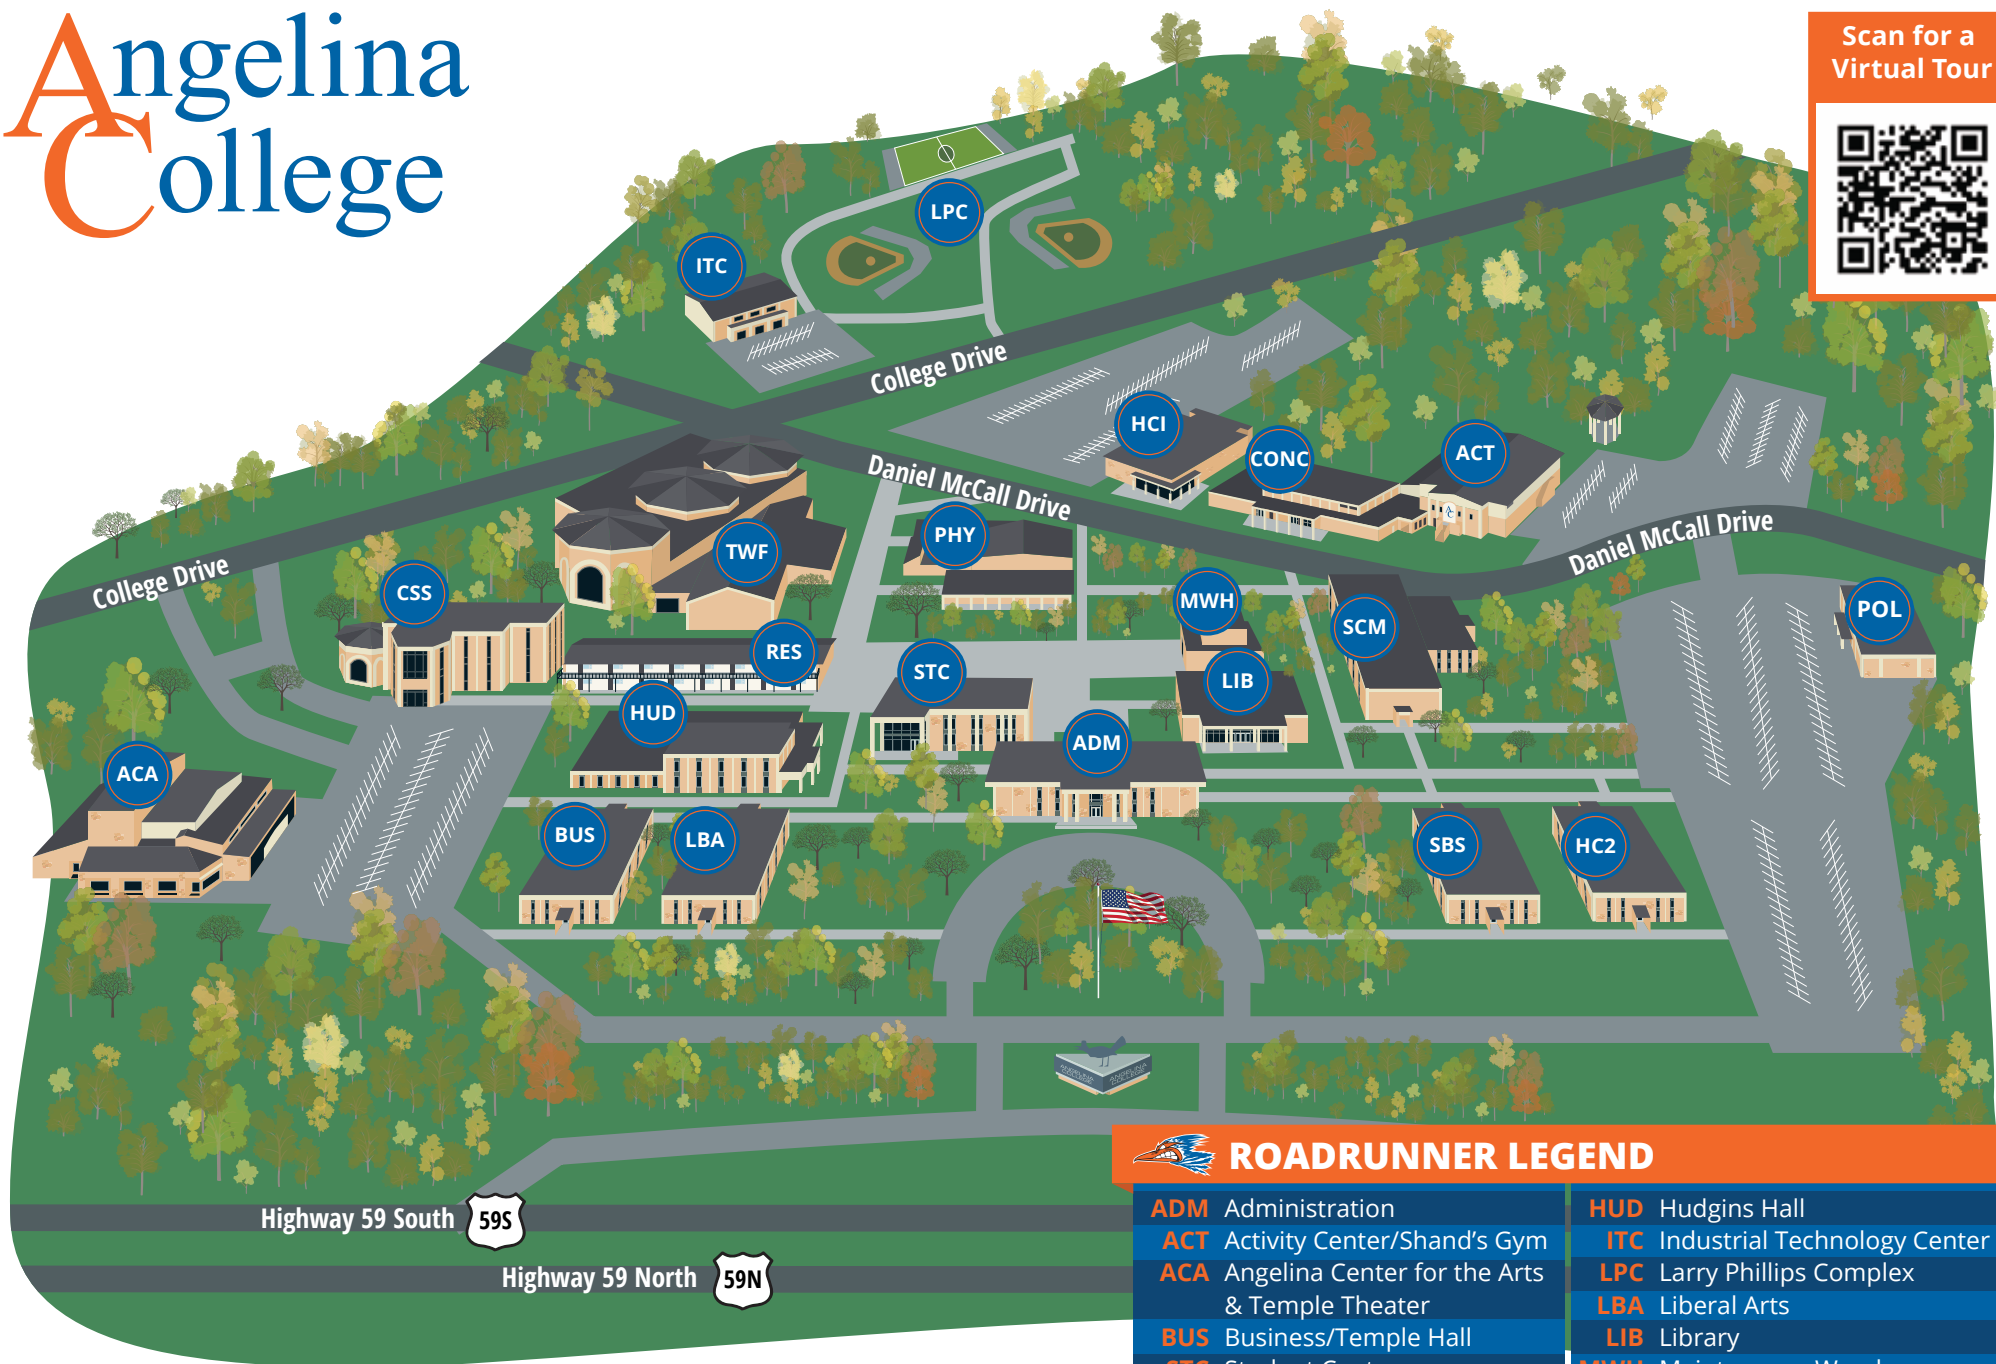 Angelina
College
Scan for a
Virtual Tour
LPC
ITC
College Drive
HCI
CONC
ACT
Daniel McCall Drive
PHY
TWF
Daniel McCall Drive
College Drive
CSS
MWH
POL
SCM
RES
STC
LIB
HUD
ADM
ACA
BUS
LBA
SBS
HC2
ANGELINA
COLLEGE
ANGELINA
COLLEGE
Highway 59 South 59S
Highway 59 North 59N
ROADRUNNER LEGEND
ADM Administration
ACT Activity Center/Shand's Gym
ACA Angelina Center for the Arts
& Temple Theater
BUS Business/Temple Hall
HUD Hudgins Hall
ITC Industrial Technology Center
LPC Larry Phillips Complex
LBA Liberal Arts
LIB Library